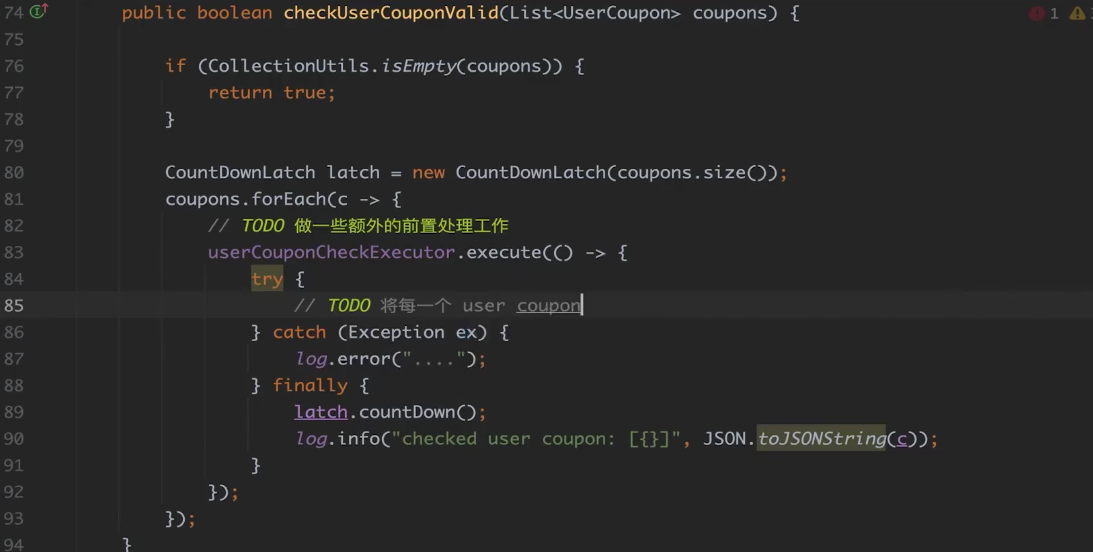 74 public boolean checkUserCouponValid(List<UserCoupon> coupons) { 1
75
76 if (CollectionUtils.isEmpty(coupons)) {
77 return true;
78 }
79
80 CountDownLatch latch = new CountDownLatch(coupons.size());
81 coupons.forEach(c -> {
82 // TODO 做一些额外的前置处理工作
83 userCouponCheckExecutor.execute(() -> {
84 try {
85 // TODO 将每一个 user coupon
86 } catch (Exception ex) {
87 log.error("....");
88 } finally {
89 latch.countDown();
90 log.info("checked user coupon: [{}]", JSON.toJSONString(c));
91 }
92 });
93 });
94 }